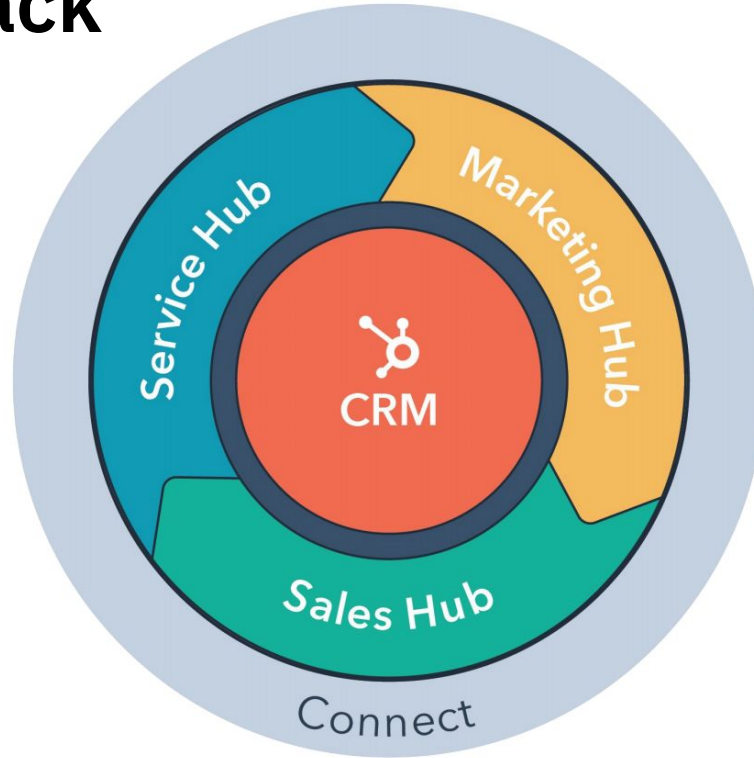 ack
Service Hub
Marketing Hub
CRM
Sales Hub
Connect